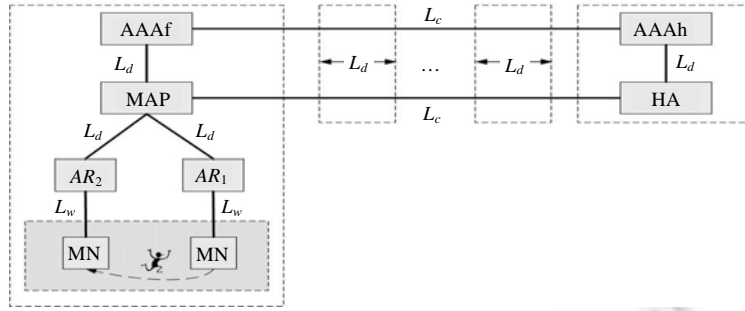 AAAf L_c AAAh
L_d L_d ... L_d L_d
MAP L_c HA
L_d L_d
AR_2 AR_1
L_w L_w
MN MN